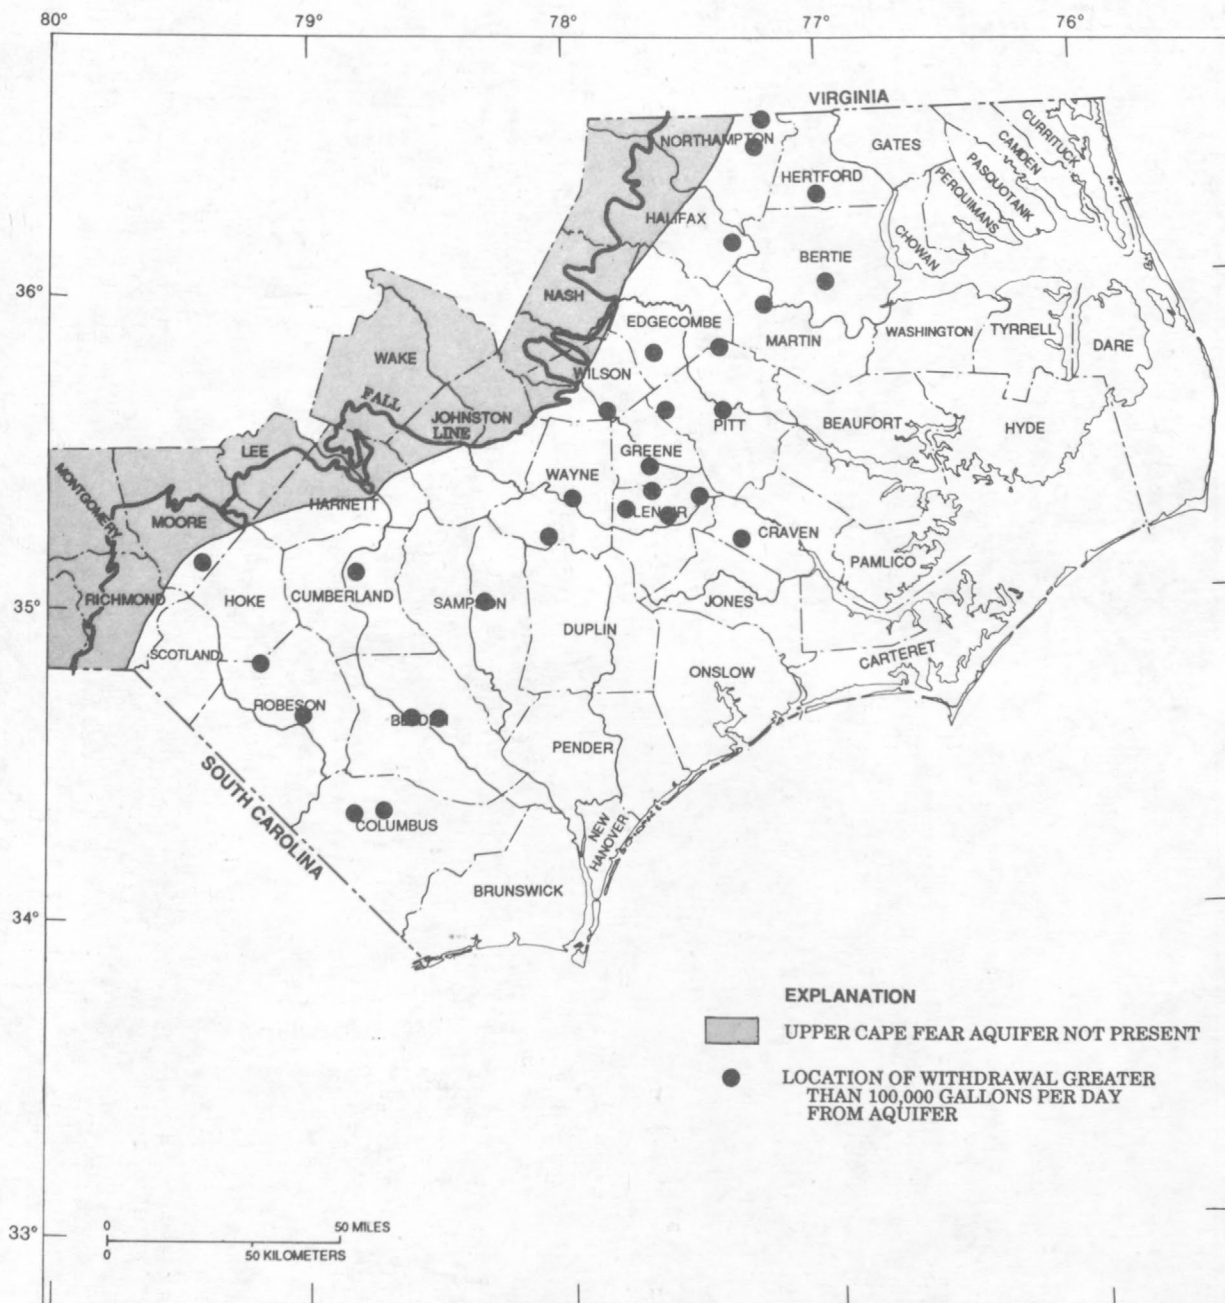 80° 79° 78° 77° 76°
VIRGINIA
NORTHAMPTON
GATES
CURRITUCK
CAMDEN
PASQUOTANK
PERQUIMANS
HERTFORD
HALIFAX
CHOWAN
BERTIE
36°
NASH
EDGECOMBE
MARTIN
WASHINGTON
TYRRELL
DARE
WAKE
WILSON
FALL
LINE
JOHNSTON
PITT
BEAUFORT
HYDE
LEE
GREENE
WAYNE
MONTGOMERY
HARNETT
MOORE
LENOIR
CRAVEN
PAMLICO
35°
RICHMOND
HOKE
CUMBERLAND
SAMPSON
JONES
DUPLIN
SCOTLAND
CARTERET
ONSLOW
ROBESON
BLADEN
PENDER
SOUTH CAROLINA
COLUMBUS
NEW
HANOVER
BRUNSWICK
34°
EXPLANATION
UPPER CAPE FEAR AQUIFER NOT PRESENT
LOCATION OF WITHDRAWAL GREATER
THAN 100,000 GALLONS PER DAY
FROM AQUIFER
33°
0 50 MILES
0 50 KILOMETERS